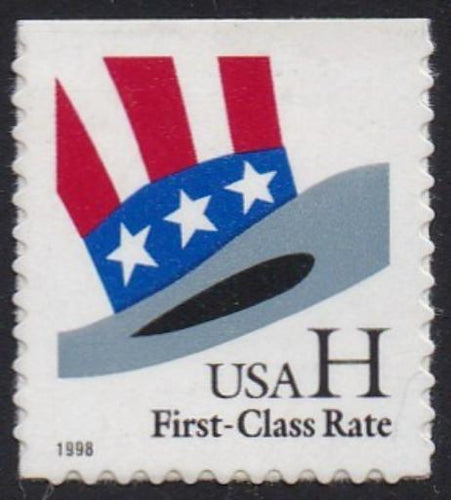 USA H
First-Class Rate
1998